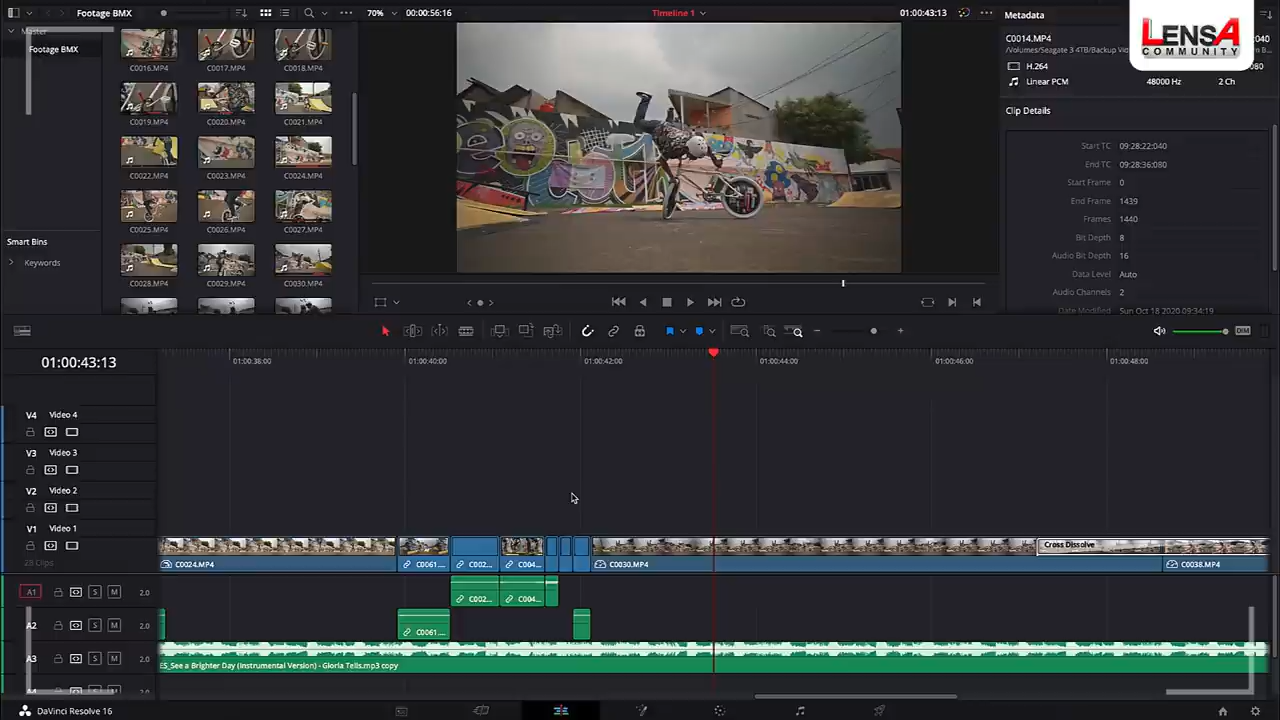 Footage BMX
70%
00:00:56:16
Timeline 1
01:00:43:13
Metadata
LENSA
COMMUNITY
Master
Footage BMX
C0016.MP4
C0017.MP4
C0018.MP4
C0019.MP4
C0020.MP4
C0021.MP4
C0022.MP4
C0023.MP4
C0024.MP4
C0025.MP4
C0026.MP4
C0027.MP4
Smart Bins
Keywords
C0028.MP4
C0029.MP4
C0030.MP4
C0014.MP4
:040
/Volumes/Seagate 3 4TB/Backup
H.264
Linear PCM
48000 Hz
2 Ch
Clip Details
Start TC 09:28:22:040
End TC 09:28:36:080
Start Frame 0
End Frame 1439
Frames 1440
Bit Depth 8
Audio Bit Depth 16
Data Level Auto
Audio Channels 2
Date Modified Sun Oct 18 2020 09:34:19
DIM
01:00:43:13
01:00:38:00
01:00:40:00
01:00:42:00
01:00:44:00
01:00:46:00
01:00:48:00
V4 Video 4
V3 Video 3
V2 Video 2
V1 Video 1
28 Clips
C0024.MP4
C0061....
C002...
C004...
C0030.MP4
Cross Dissolve
C0038.MP4
A1 S M 2.0
C002...
C004...
A2 S M 2.0
C0061....
A3 S M 2.0
ES_See a Brighter Day (Instrumental Version) - Gloria Tells.mp3 copy
DaVinci Resolve 16